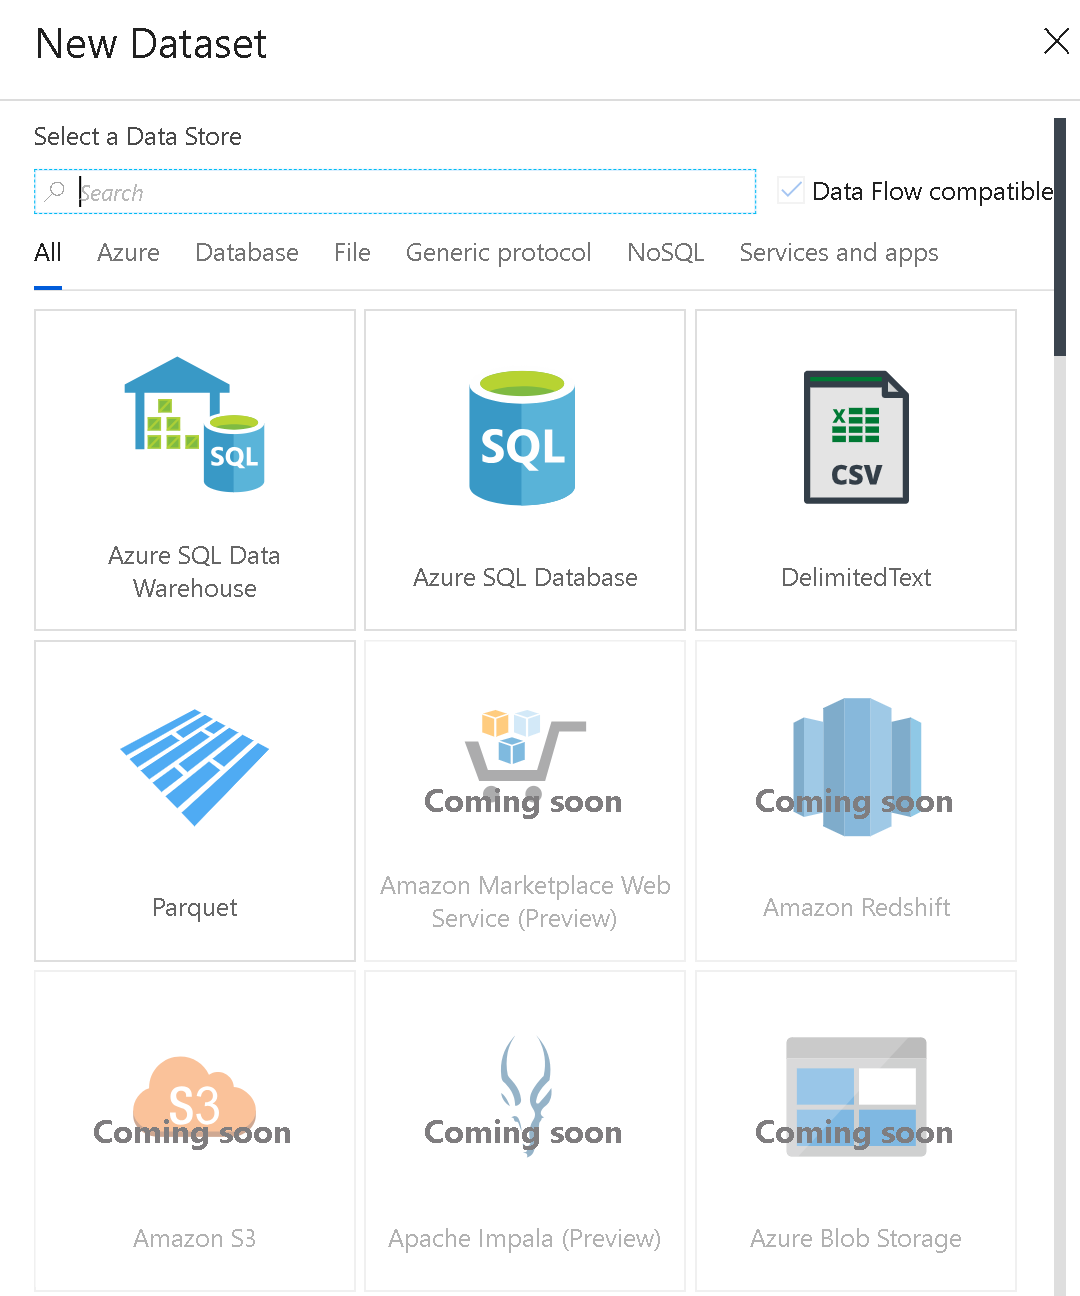 New Dataset
Select a Data Store
Search
Data Flow compatible
All Azure Database File Generic protocol NoSQL Services and apps
SQL
SQL
X
CSV
Azure SQL Data
Warehouse
Azure SQL Database
DelimitedText
Coming soon
Coming soon
Parquet
Amazon Marketplace Web
Service (Preview)
Amazon Redshift
S3
Coming soon
Coming soon
Coming soon
Amazon S3
Apache Impala (Preview)
Azure Blob Storage